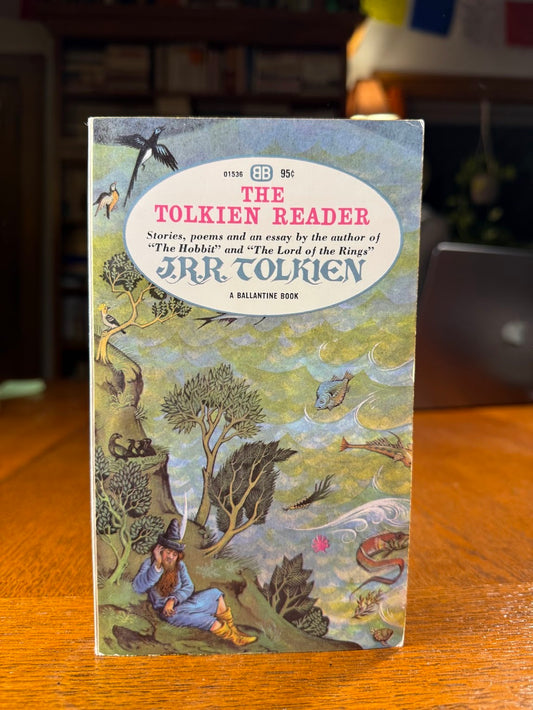 01536 BB 95¢
THE
TOLKIEN READER
Stories, poems and an essay by the author of
"The Hobbit" and "The Lord of the Rings"
J.R.R. TOLKIEN
A BALLANTINE BOOK